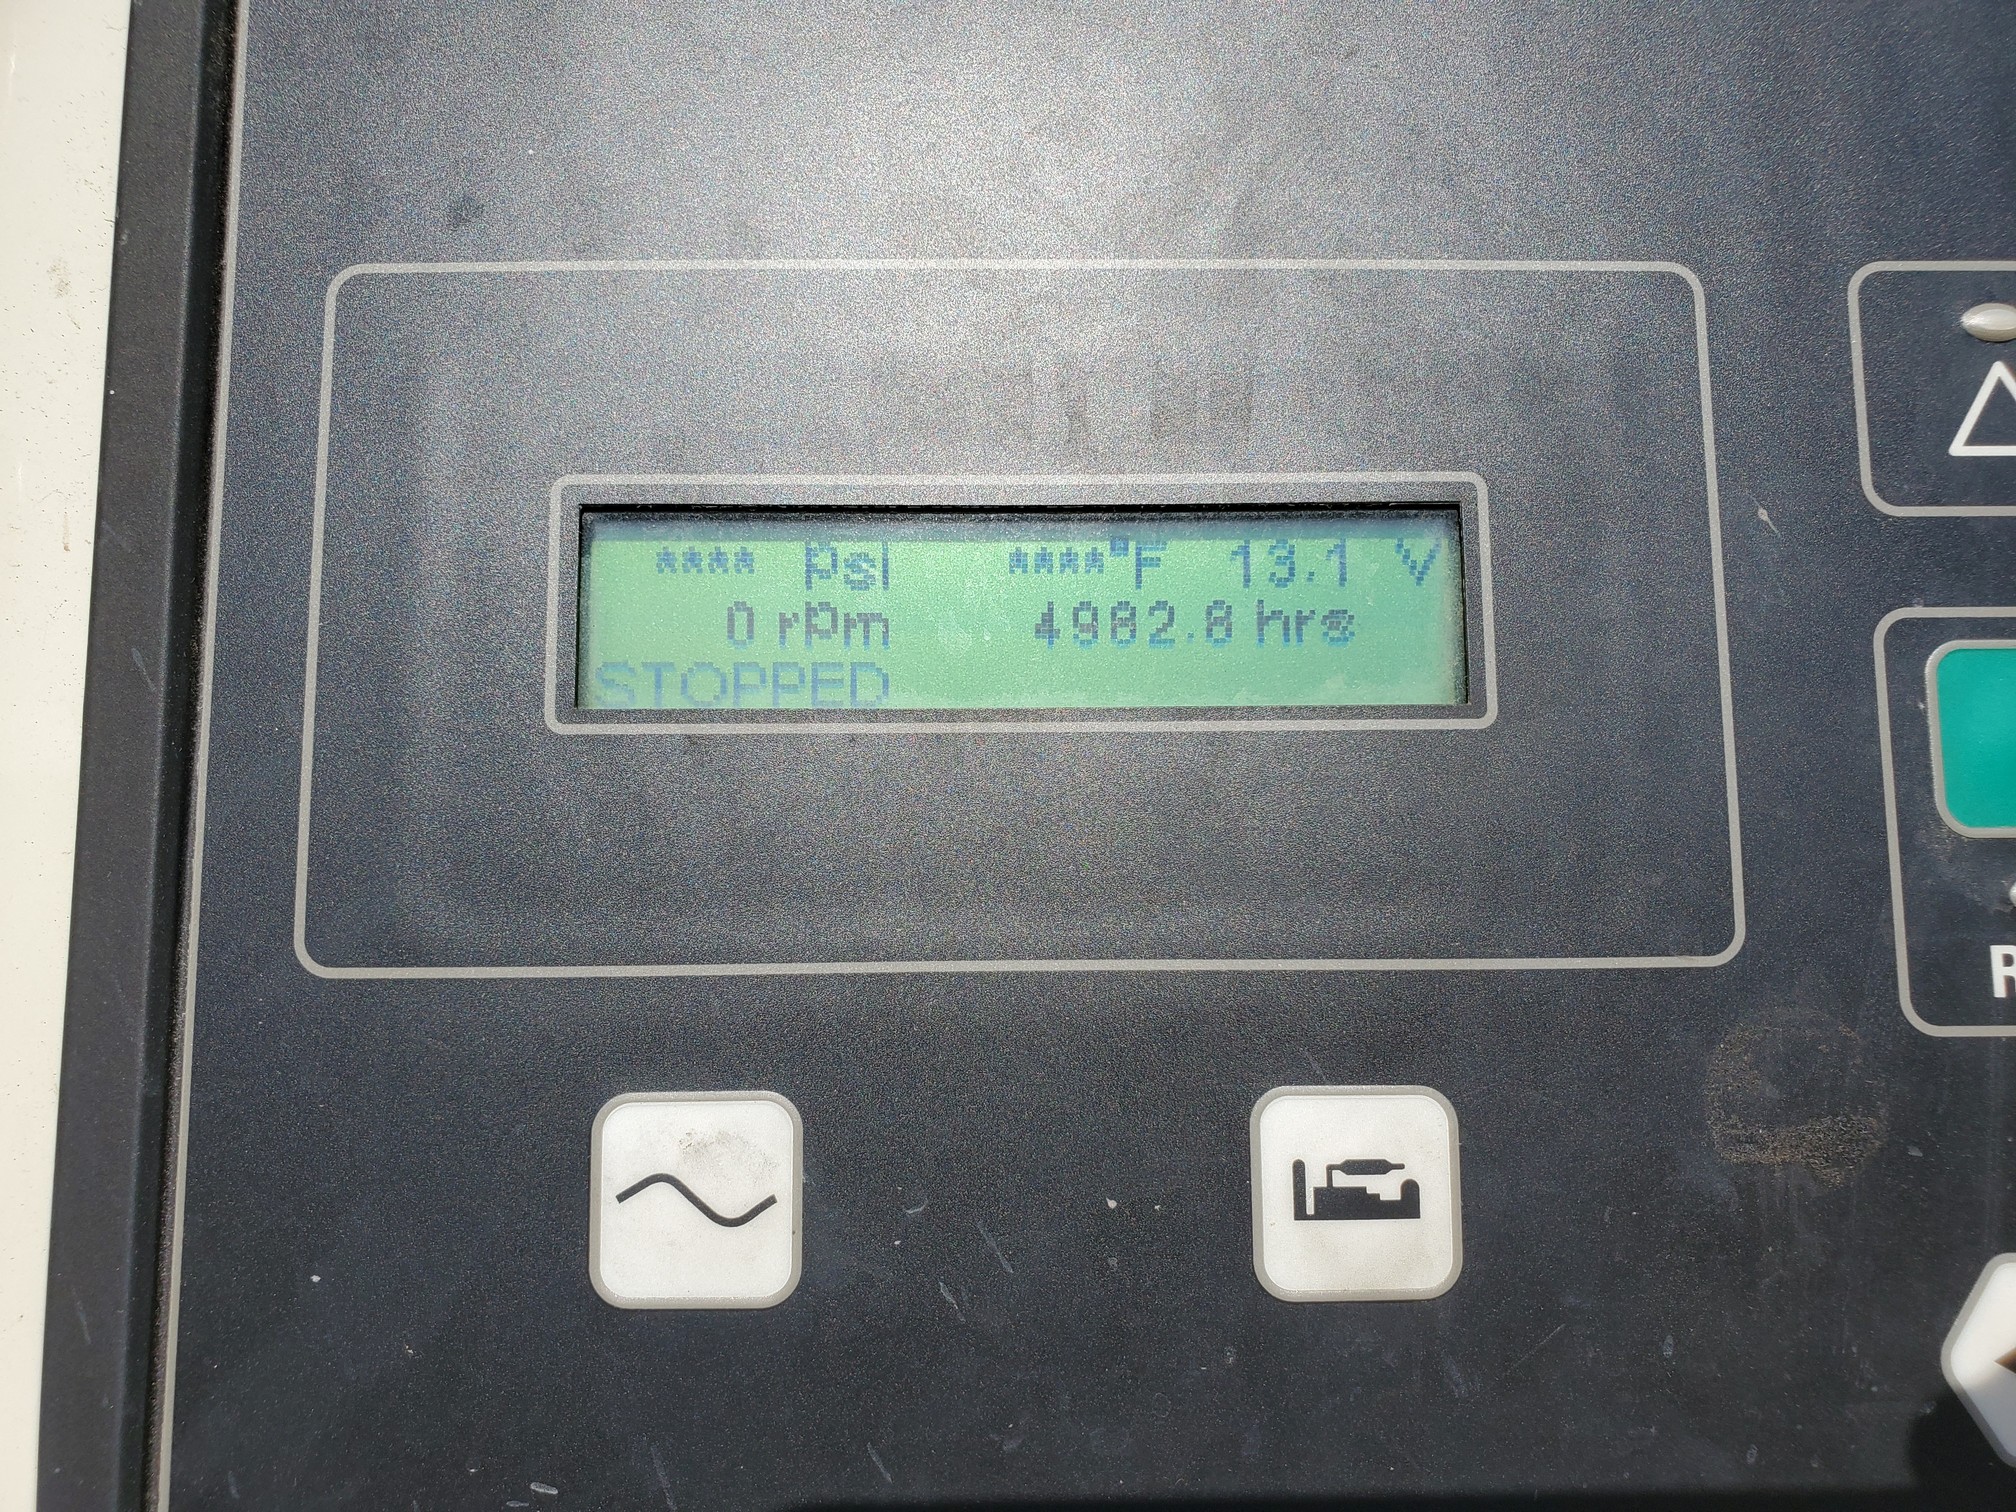 **** psi ****°F 13.1 V
0 rpm 4982.8 hrs
STOPPED
R